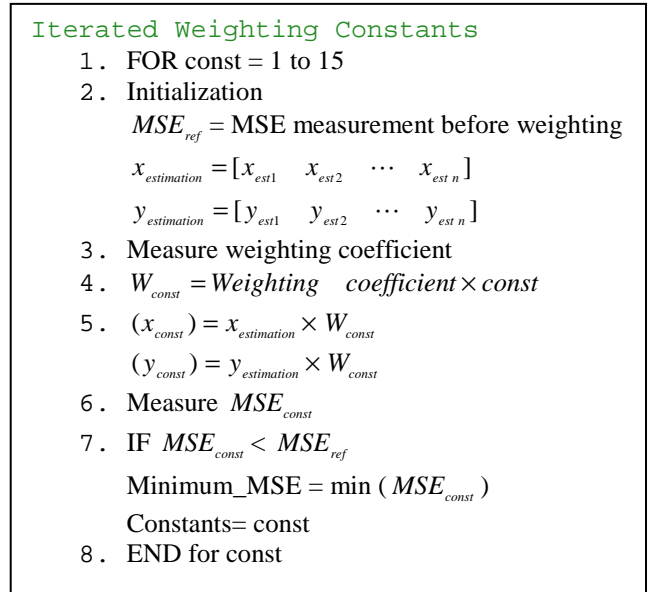 Iterated Weighting Constants
1. FOR const = 1 to 15
2. Initialization
MSE_ref = MSE measurement before weighting
x_estimation = [x_est1 x_est2 ⋯ x_est n]
y_estimation = [y_est1 y_est2 ⋯ y_est n]
3. Measure weighting coefficient
4. W_const = Weighting coefficient × const
5. (x_const) = x_estimation × W_const
(y_const) = y_estimation × W_const
6. Measure MSE_const
7. IF MSE_const < MSE_ref
Minimum_MSE = min ( MSE_const )
Constants= const
8. END for const